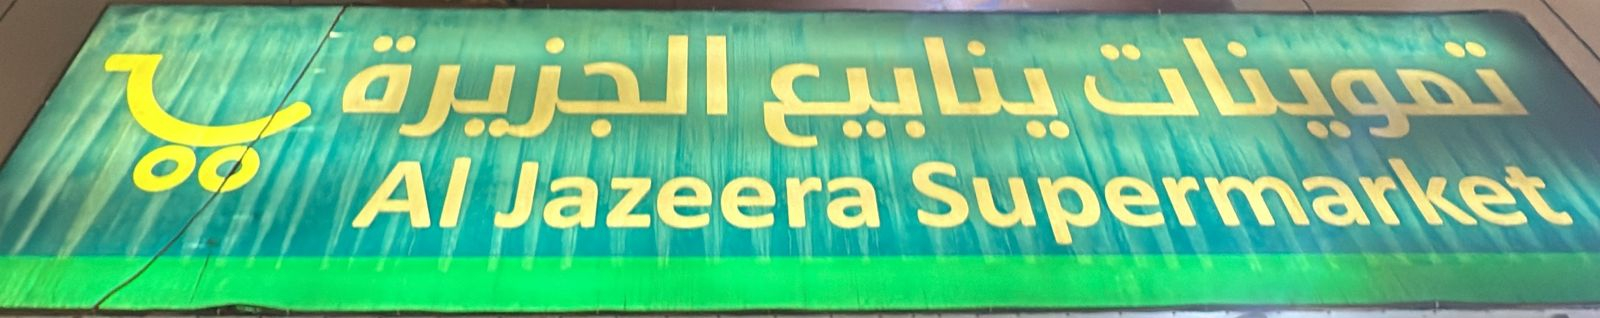 تموينات ينابيع الجزيرة
Al Jazeera Supermarket